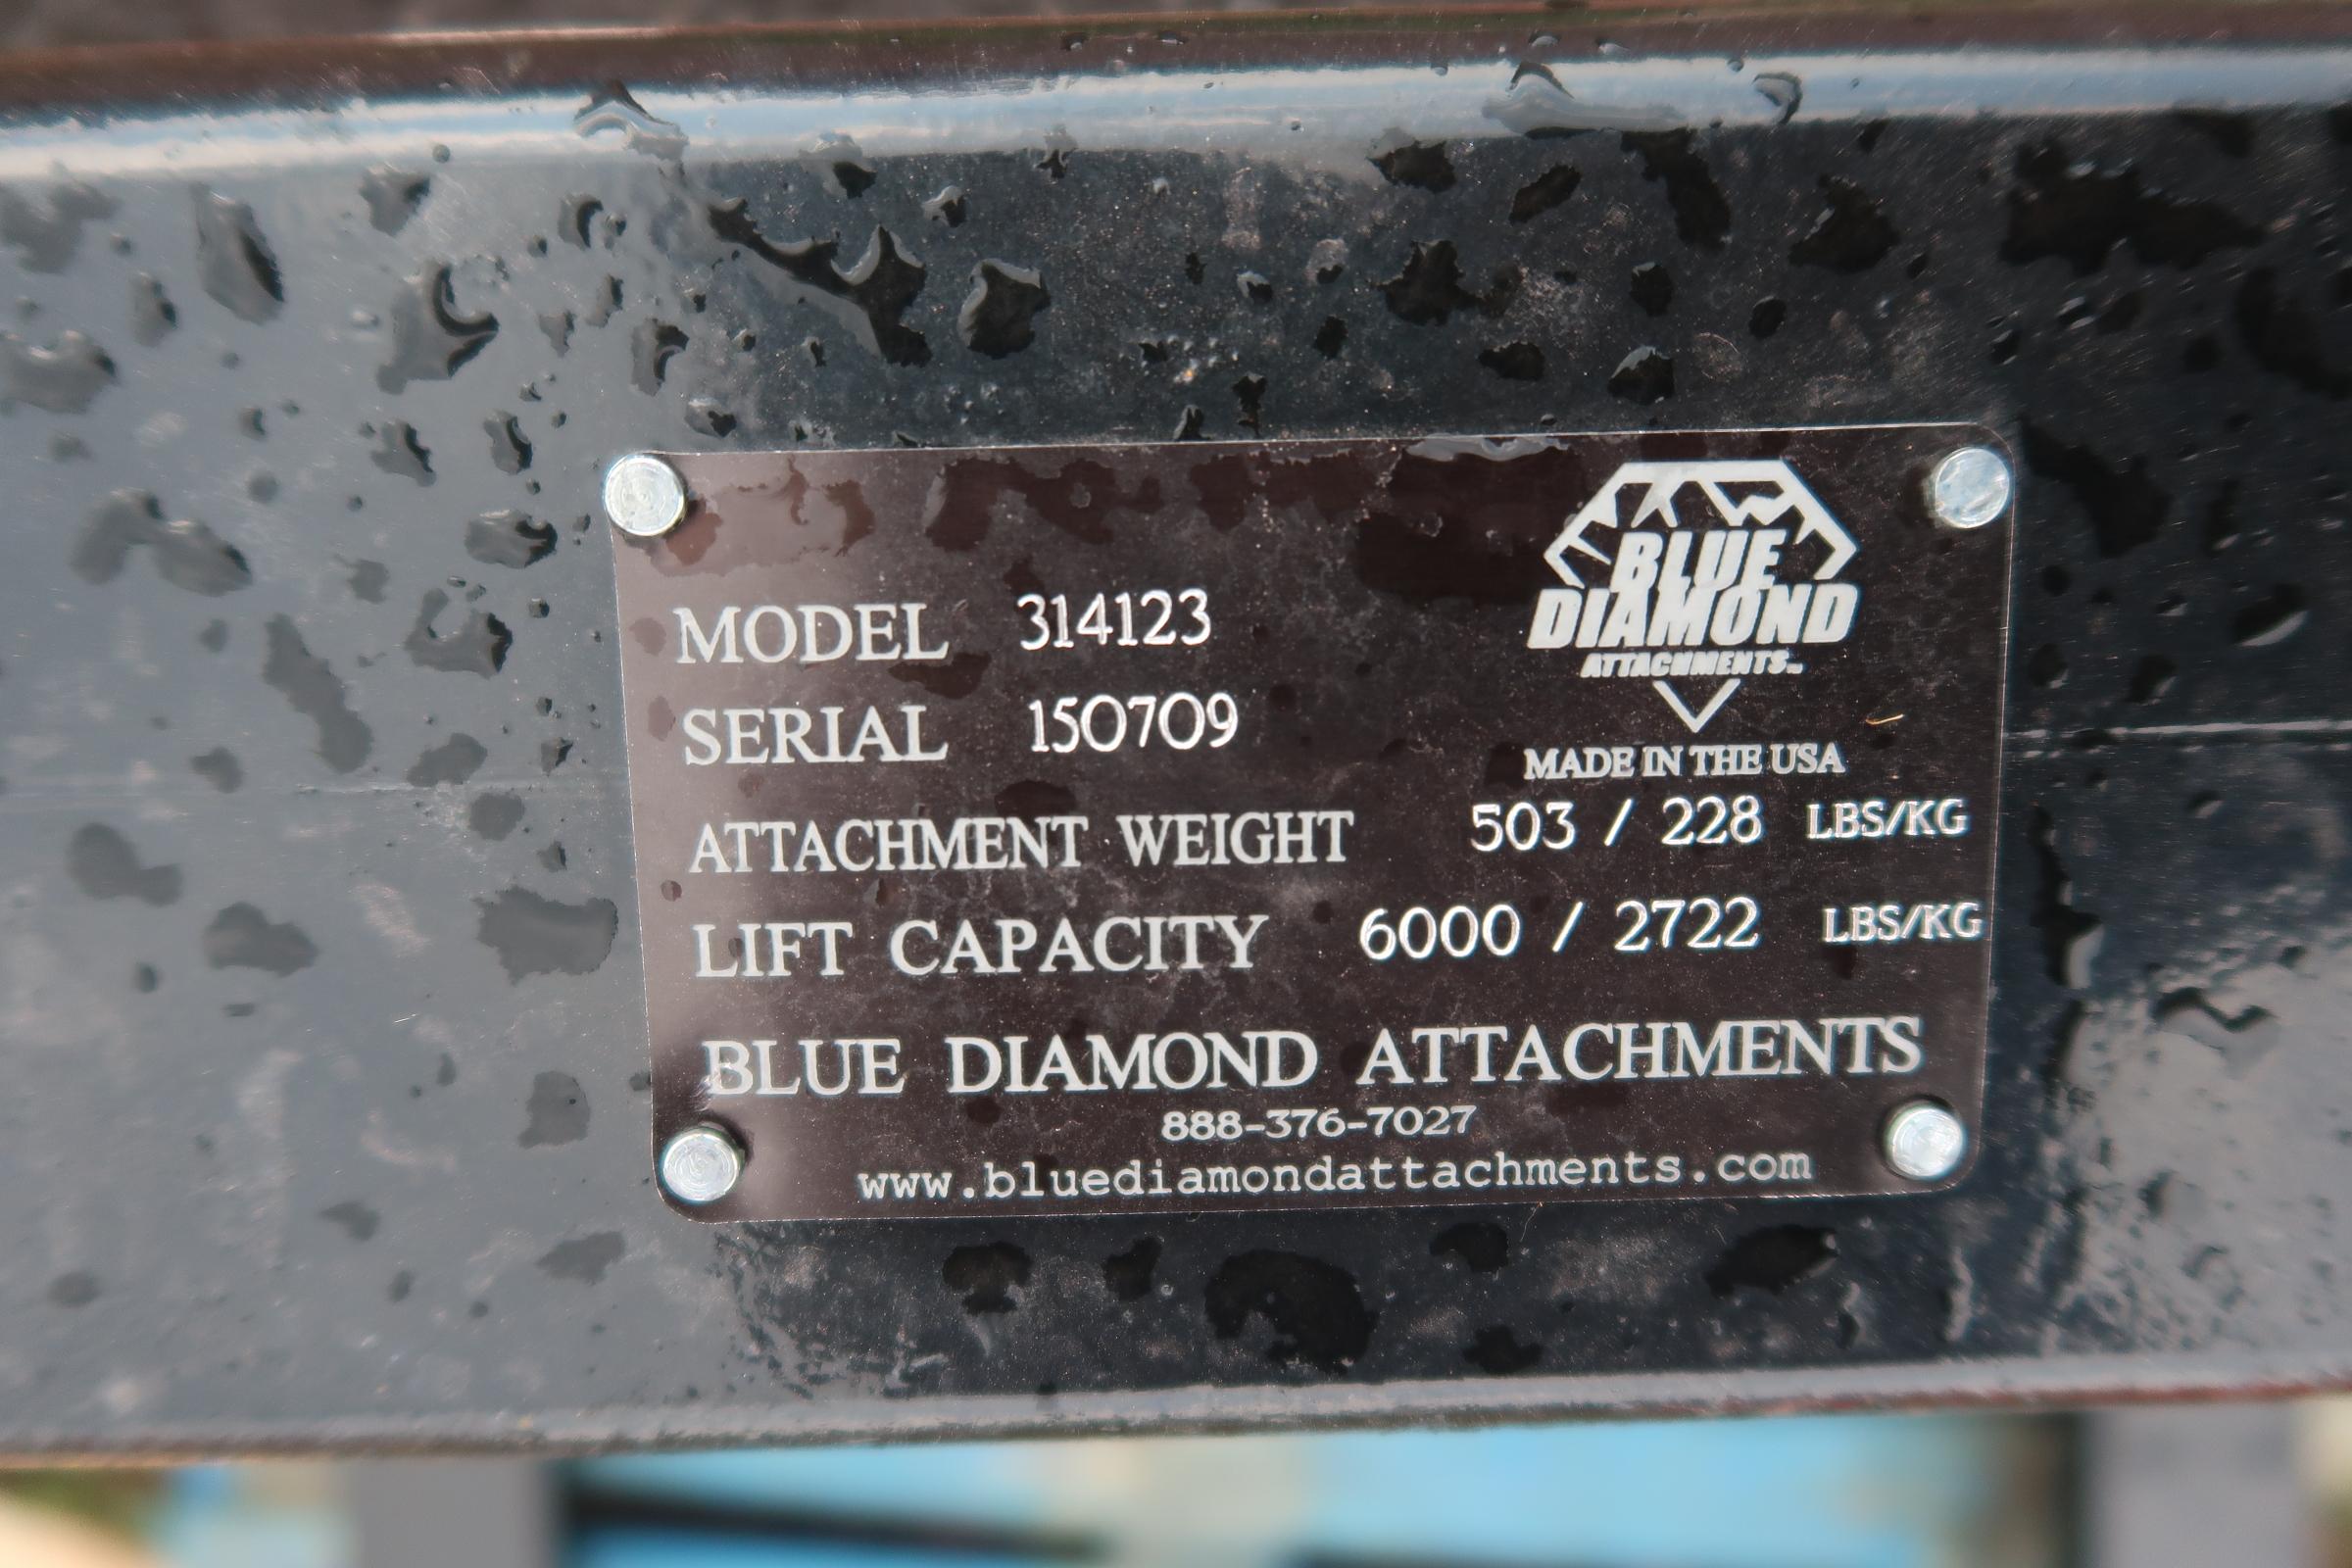 BLUE
DIAMOND
ATTACHMENTS
MADE IN THE USA
MODEL 314123
SERIAL 150709
ATTACHMENT WEIGHT 503 / 228 LBS/KG
LIFT CAPACITY 6000 / 2722 LBS/KG
BLUE DIAMOND ATTACHMENTS
888-376-7027
www.bluediamondattachments.com